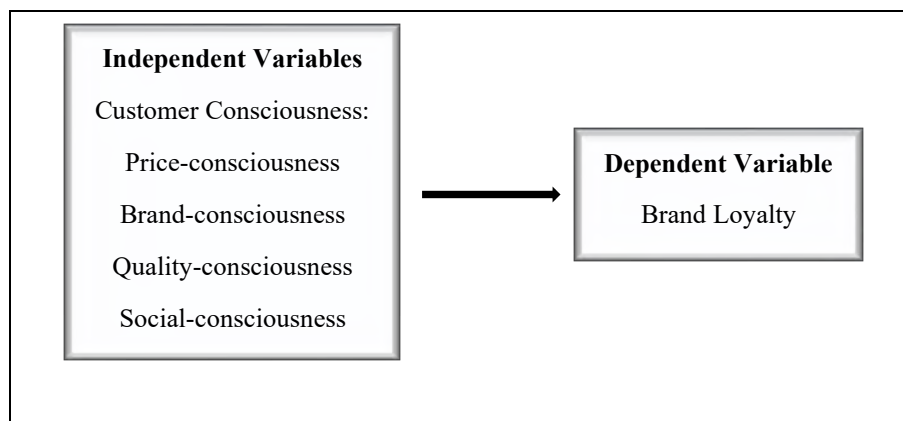 Independent Variables
Customer Consciousness:
Price-consciousness
Brand-consciousness
Quality-consciousness
Social-consciousness
Dependent Variable
Brand Loyalty